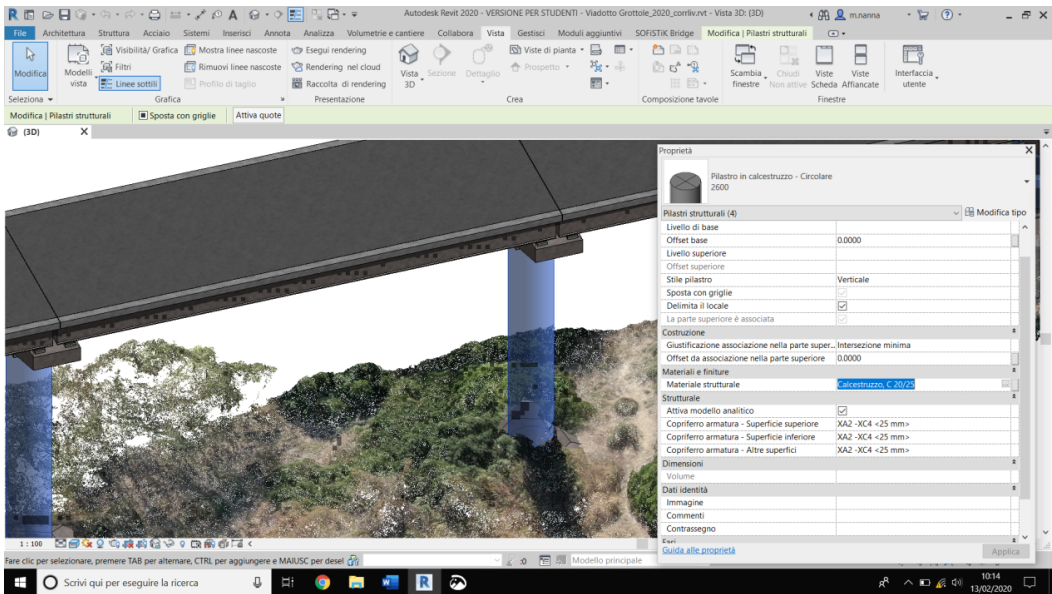 Autodesk Revit 2020 - VERSIONE PER STUDENTI - Viadotto Grottole_2020_corrliv.rvt - Vista 3D: {3D}
m.nanna
File Architettura Struttura Acciaio Sistemi Inserisci Annota Analizza Volumetrie e cantiere Collabora Vista Gestisci Moduli aggiuntivi SOFiSTiK Bridge Modifica | Pilastri strutturali
Modifica
Modelli vista
Visibilità/ Grafica
Filtri
Linee sottili
Mostra linee nascoste
Rimuovi linee nascoste
Profilo di taglio
Esegui rendering
Rendering nel cloud
Raccolta di rendering
Vista 3D
Sezione
Dettaglio
Viste di pianta
Prospetto
Scambia finestre
Chiudi Non attive
Viste Scheda
Viste Affiancate
Interfaccia utente
Seleziona Grafica Presentazione Crea Composizione tavole Finestre
Modifica | Pilastri strutturali Sposta con griglie Attiva quote
{3D}
Proprietà
Pilastro in calcestruzzo - Circolare
2600
Pilastri strutturali (4) Modifica tipo
Livello di base
Offset base 0.0000
Livello superiore
Offset superiore
Stile pilastro Verticale
Sposta con griglie
Delimita il locale
La parte superiore è associata
Costruzione
Giustificazione associazione nella parte super... Intersezione minima
Offset da associazione nella parte superiore 0.0000
Materiali e finiture
Materiale strutturale Calcestruzzo, C 20/25
Strutturale
Attiva modello analitico
Copriferro armatura - Superficie superiore XA2 -XC4 <25 mm>
Copriferro armatura - Superficie inferiore XA2 -XC4 <25 mm>
Copriferro armatura - Altre superfici XA2 -XC4 <25 mm>
Dimensioni
Volume
Dati identità
Immagine
Commenti
Contrassegno
Fasi
Guida alle proprietà Applica
1 : 100
Fare clic per selezionare, premere TAB per alternare, CTRL per aggiungere e MAIUSC per desel
:0 Modello principale
Scrivi qui per eseguire la ricerca
10:14
13/02/2020